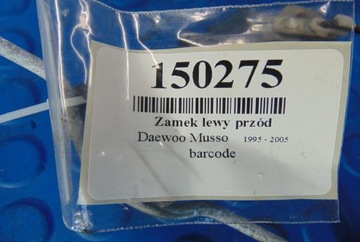 150275
Zamek lewy przód
Daewoo Musso 1995 - 2005
barcode